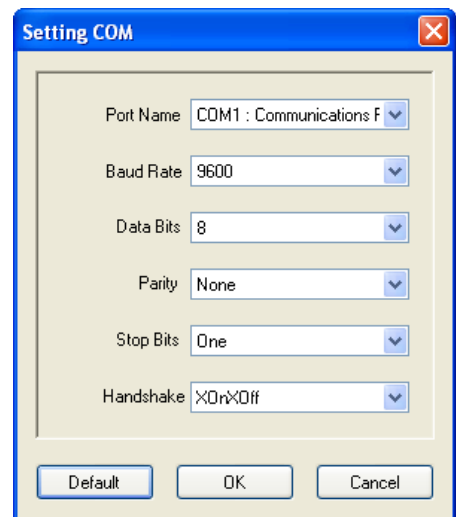 Setting COM
Port Name COM1 : Communications
Baud Rate 9600
Data Bits 8
Parity None
Stop Bits One
Handshake XOnXOff
Default OK Cancel